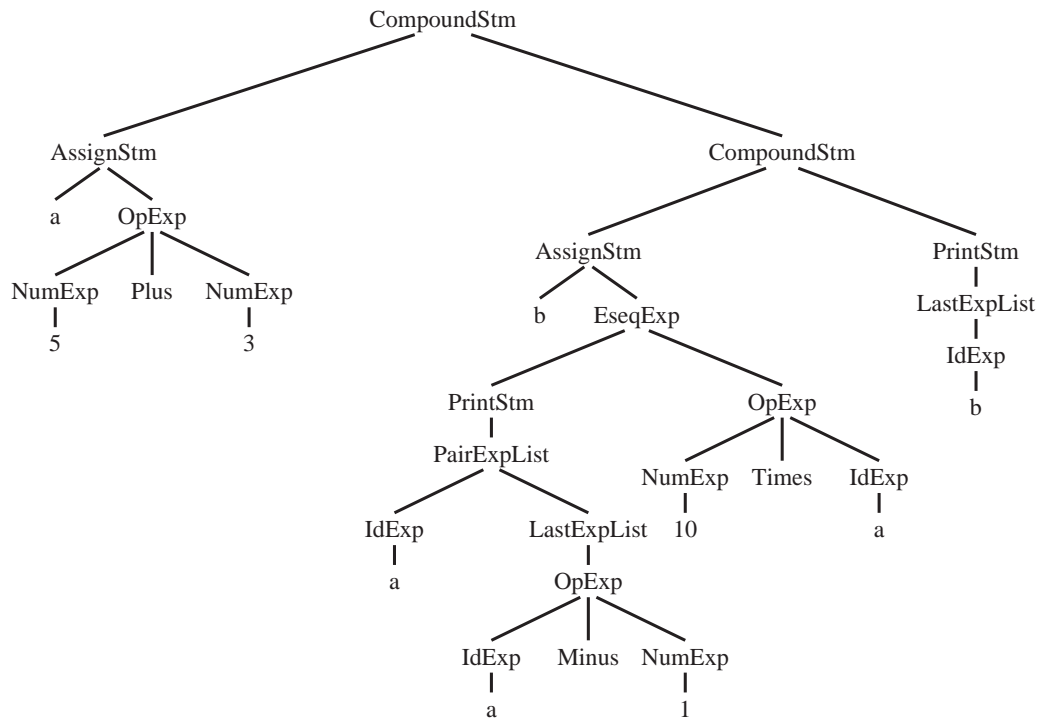 CompoundStm
AssignStm CompoundStm
a OpExp
AssignStm PrintStm
NumExp Plus NumExp
b EseqExp LastExpList
5 3
IdExp
PrintStm OpExp b
PairExpList
NumExp Times IdExp
IdExp LastExpList 10 a
a OpExp
IdExp Minus NumExp
a 1